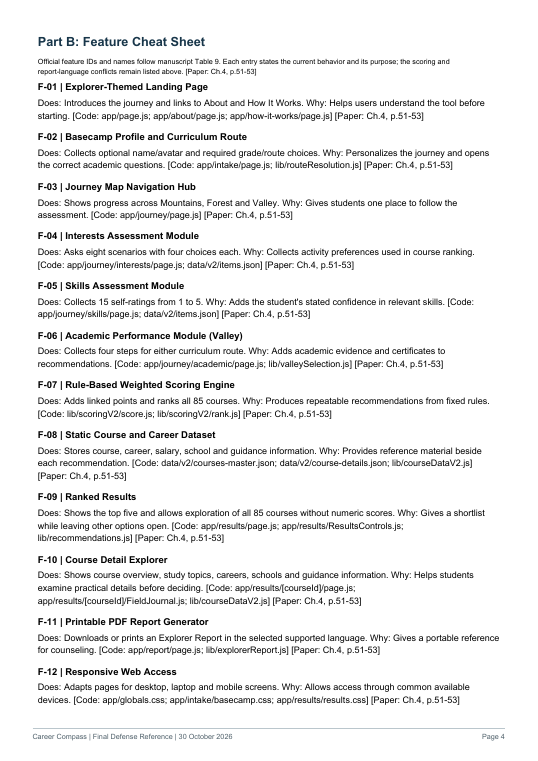 Part B: Feature Cheat Sheet
Official feature IDs and names follow manuscript Table 9. Each entry states the current behavior and its purpose; the scoring and
report-language conflicts remain listed above. [Paper: Ch.4, p.51-53]
F-01 | Explorer-Themed Landing Page
Does: Introduces the journey and links to About and How It Works. Why: Helps users understand the tool before
starting. [Code: app/page.js; app/about/page.js; app/how-it-works/page.js] [Paper: Ch.4, p.51-53]
F-02 | Basecamp Profile and Curriculum Route
Does: Collects optional name/avatar and required grade/route choices. Why: Personalizes the journey and opens
the correct academic questions. [Code: app/intake/page.js; lib/routeResolution.js] [Paper: Ch.4, p.51-53]
F-03 | Journey Map Navigation Hub
Does: Shows progress across Mountains, Forest and Valley. Why: Gives students one place to follow the
assessment. [Code: app/journey/page.js] [Paper: Ch.4, p.51-53]
F-04 | Interests Assessment Module
Does: Asks eight scenarios with four choices each. Why: Collects activity preferences used in course ranking.
[Code: app/journey/interests/page.js; data/v2/items.json] [Paper: Ch.4, p.51-53]
F-05 | Skills Assessment Module
Does: Collects 15 self-ratings from 1 to 5. Why: Adds the student's stated confidence in relevant skills. [Code:
app/journey/skills/page.js; data/v2/items.json] [Paper: Ch.4, p.51-53]
F-06 | Academic Performance Module (Valley)
Does: Collects four steps for either curriculum route. Why: Adds academic evidence and certificates to
recommendations. [Code: app/journey/academic/page.js; lib/valleySelection.js] [Paper: Ch.4, p.51-53]
F-07 | Rule-Based Weighted Scoring Engine
Does: Adds linked points and ranks all 85 courses. Why: Produces repeatable recommendations from fixed rules.
[Code: lib/scoringV2/score.js; lib/scoringV2/rank.js] [Paper: Ch.4, p.51-53]
F-08 | Static Course and Career Dataset
Does: Stores course, career, salary, school and guidance information. Why: Provides reference material beside
each recommendation. [Code: data/v2/courses-master.json; data/v2/course-details.json; lib/courseDataV2.js]
[Paper: Ch.4, p.51-53]
F-09 | Ranked Results
Does: Shows the top five and allows exploration of all 85 courses without numeric scores. Why: Gives a shortlist
while leaving other options open. [Code: app/results/page.js; app/results/ResultsControls.js;
lib/recommendations.js] [Paper: Ch.4, p.51-53]
F-10 | Course Detail Explorer
Does: Shows course overview, study topics, careers, schools and guidance information. Why: Helps students
examine practical details before deciding. [Code: app/results/[courseId]/page.js;
app/results/[courseId]/FieldJournal.js; lib/courseDataV2.js] [Paper: Ch.4, p.51-53]
F-11 | Printable PDF Report Generator
Does: Downloads or prints an Explorer Report in the selected supported language. Why: Gives a portable reference
for counseling. [Code: app/report/page.js; lib/explorerReport.js] [Paper: Ch.4, p.51-53]
F-12 | Responsive Web Access
Does: Adapts pages for desktop, laptop and mobile screens. Why: Allows access through common available
devices. [Code: app/globals.css; app/intake/basecamp.css; app/results/results.css] [Paper: Ch.4, p.51-53]
Career Compass | Final Defense Reference | 30 October 2026
Page 4